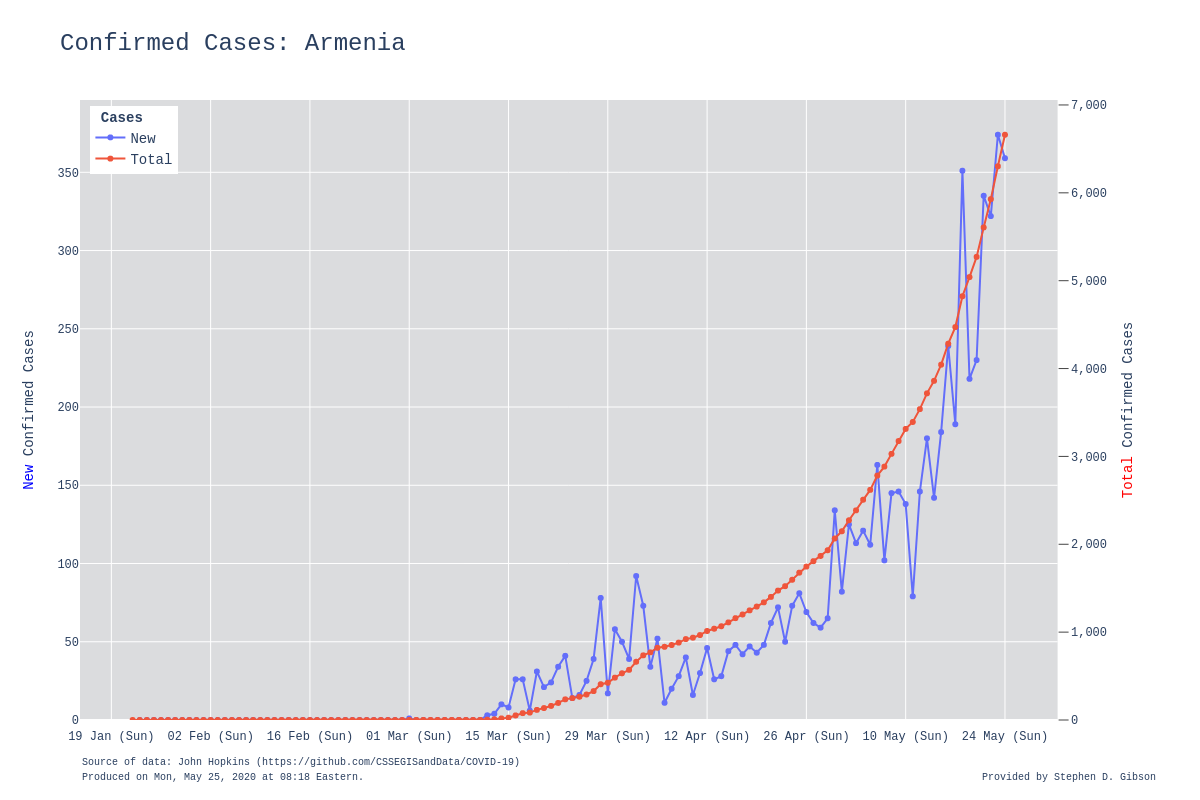 Confirmed Cases: Armenia
Cases
New
Total
7,000
6,000
5,000
4,000
3,000
2,000
1,000
0
350
300
250
200
150
100
50
0
New Confirmed Cases
Total Confirmed Cases
19 Jan (Sun) 02 Feb (Sun) 16 Feb (Sun) 01 Mar (Sun) 15 Mar (Sun) 29 Mar (Sun) 12 Apr (Sun) 26 Apr (Sun) 10 May (Sun) 24 May (Sun)
Source of data: John Hopkins (https://github.com/CSSEGISandData/COVID-19)
Produced on Mon, May 25, 2020 at 08:18 Eastern.
Provided by Stephen D. Gibson